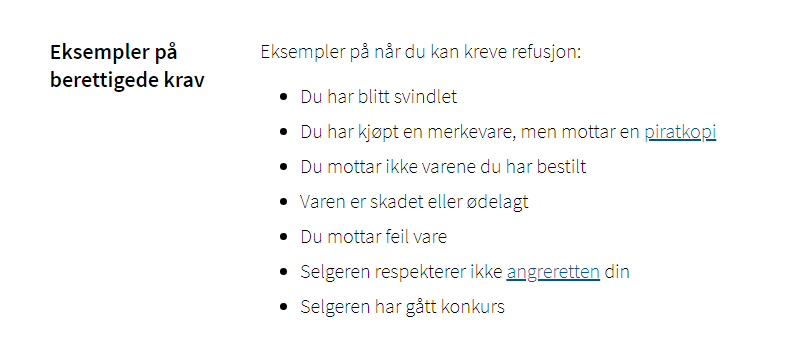 Eksempler på
berettigede krav
Eksempler på når du kan kreve refusjon:
• Du har blitt svindlet
• Du har kjøpt en merkevare, men mottar en piratkopi
• Du mottar ikke varene du har bestilt
• Varen er skadet eller ødelagt
• Du mottar feil vare
• Selgeren respekterer ikke angreretten din
• Selgeren har gått konkurs